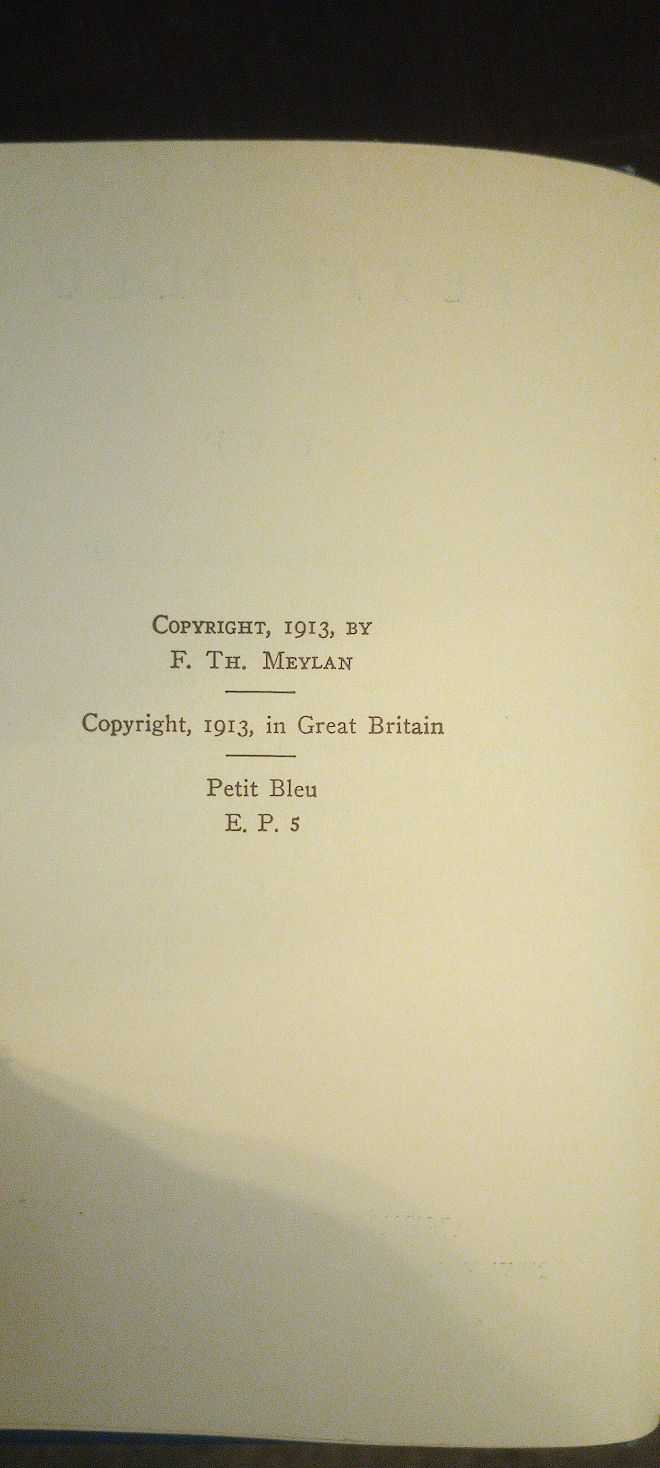 Copyright, 1913, by
F. Th. Meylan
Copyright, 1913, in Great Britain
Petit Bleu
E. P. 5